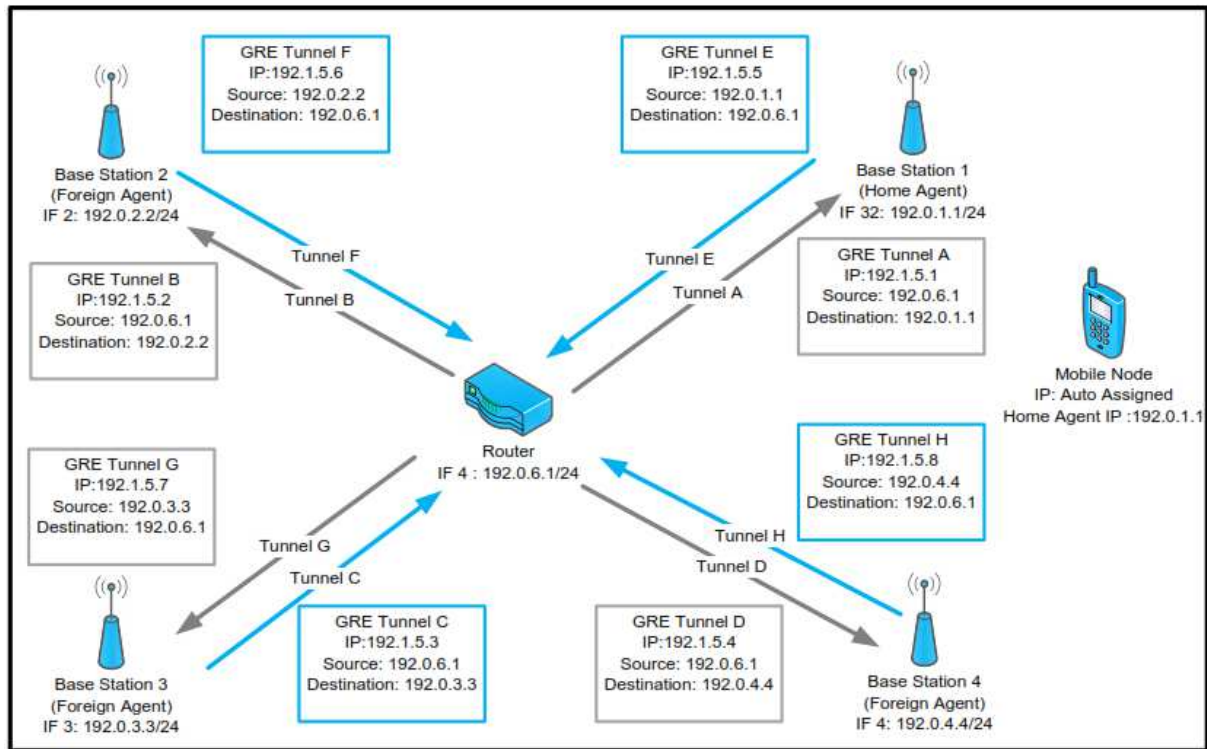 GRE Tunnel F
IP:192.1.5.6
Source: 192.0.2.2
Destination: 192.0.6.1
GRE Tunnel E
IP:192.1.5.5
Source: 192.0.1.1
Destination: 192.0.6.1
Base Station 2
(Foreign Agent)
IF 2: 192.0.2.2/24
Base Station 1
(Home Agent)
IF 32: 192.0.1.1/24
Tunnel F
Tunnel B
Tunnel E
Tunnel A
GRE Tunnel B
IP:192.1.5.2
Source: 192.0.6.1
Destination: 192.0.2.2
GRE Tunnel A
IP:192.1.5.1
Source: 192.0.6.1
Destination: 192.0.1.1
Mobile Node
IP: Auto Assigned
Home Agent IP :192.0.1.1
Router
IF 4 : 192.0.6.1/24
GRE Tunnel G
IP:192.1.5.7
Source: 192.0.3.3
Destination: 192.0.6.1
GRE Tunnel H
IP:192.1.5.8
Source: 192.0.4.4
Destination: 192.0.6.1
Tunnel G
Tunnel C
Tunnel H
Tunnel D
GRE Tunnel C
IP:192.1.5.3
Source: 192.0.6.1
Destination: 192.0.3.3
GRE Tunnel D
IP:192.1.5.4
Source: 192.0.6.1
Destination: 192.0.4.4
Base Station 3
(Foreign Agent)
IF 3: 192.0.3.3/24
Base Station 4
(Foreign Agent)
IF 4: 192.0.4.4/24